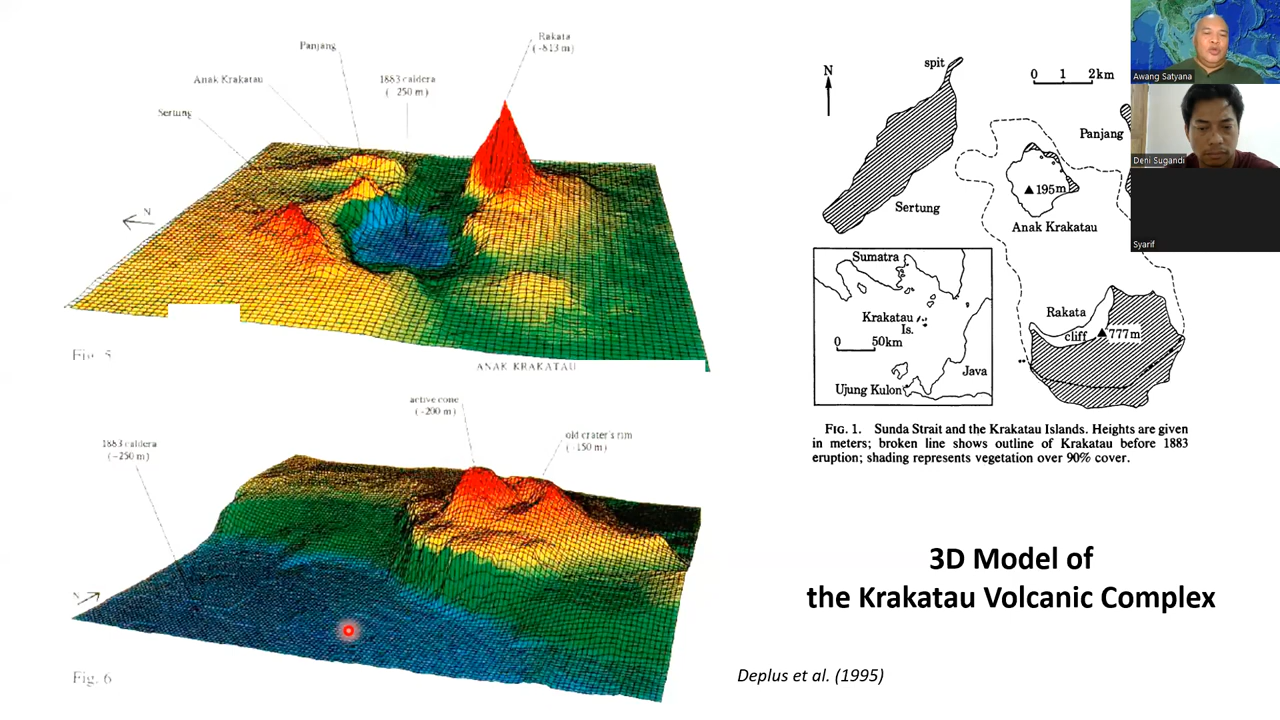 Panjang
Rakata
(~813 m)
Anak Krakatau
1883 caldera
(-250 m)
Sertung
N
Fig. 5
ANAK KRAKATAU
active cone
(~200 m)
1883 caldera
(~250 m)
old crater's rim
(~150 m)
N
Fig. 6
N
spit
0 1 2km
Panjang
195m
Sertung
Anak Krakatau
Sumatra
Krakatau
Is.
0 50km
Java
Ujung Kulon
Rakata
cliff
777m
FIG. 1. Sunda Strait and the Krakatau Islands. Heights are given
in meters; broken line shows outline of Krakatau before 1883
eruption; shading represents vegetation over 90% cover.
3D Model of
the Krakatau Volcanic Complex
Deplus et al. (1995)
Awang Satyana
Deni Sugandi
Syarif